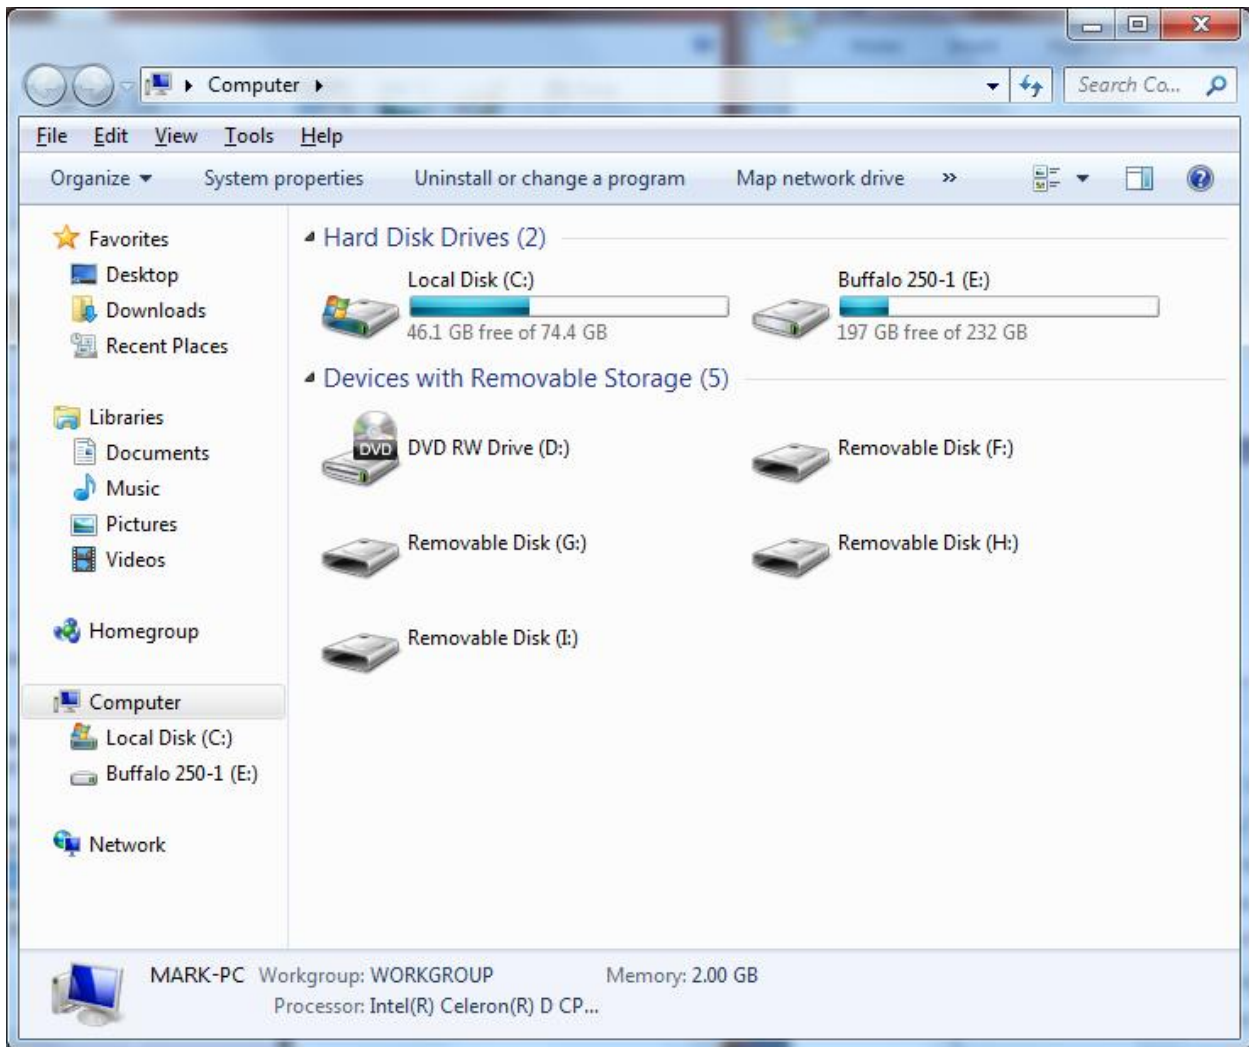 Computer
Search Co...
File Edit View Tools Help
Organize System properties Uninstall or change a program Map network drive »
Favorites
Desktop
Downloads
Recent Places
Libraries
Documents
Music
Pictures
Videos
Homegroup
Computer
Local Disk (C:)
Buffalo 250-1 (E:)
Network
Hard Disk Drives (2)
Local Disk (C:)
46.1 GB free of 74.4 GB
Buffalo 250-1 (E:)
197 GB free of 232 GB
Devices with Removable Storage (5)
DVD
DVD RW Drive (D:)
Removable Disk (F:)
Removable Disk (G:)
Removable Disk (H:)
Removable Disk (I:)
MARK-PC Workgroup: WORKGROUP Memory: 2.00 GB
Processor: Intel(R) Celeron(R) D CP...